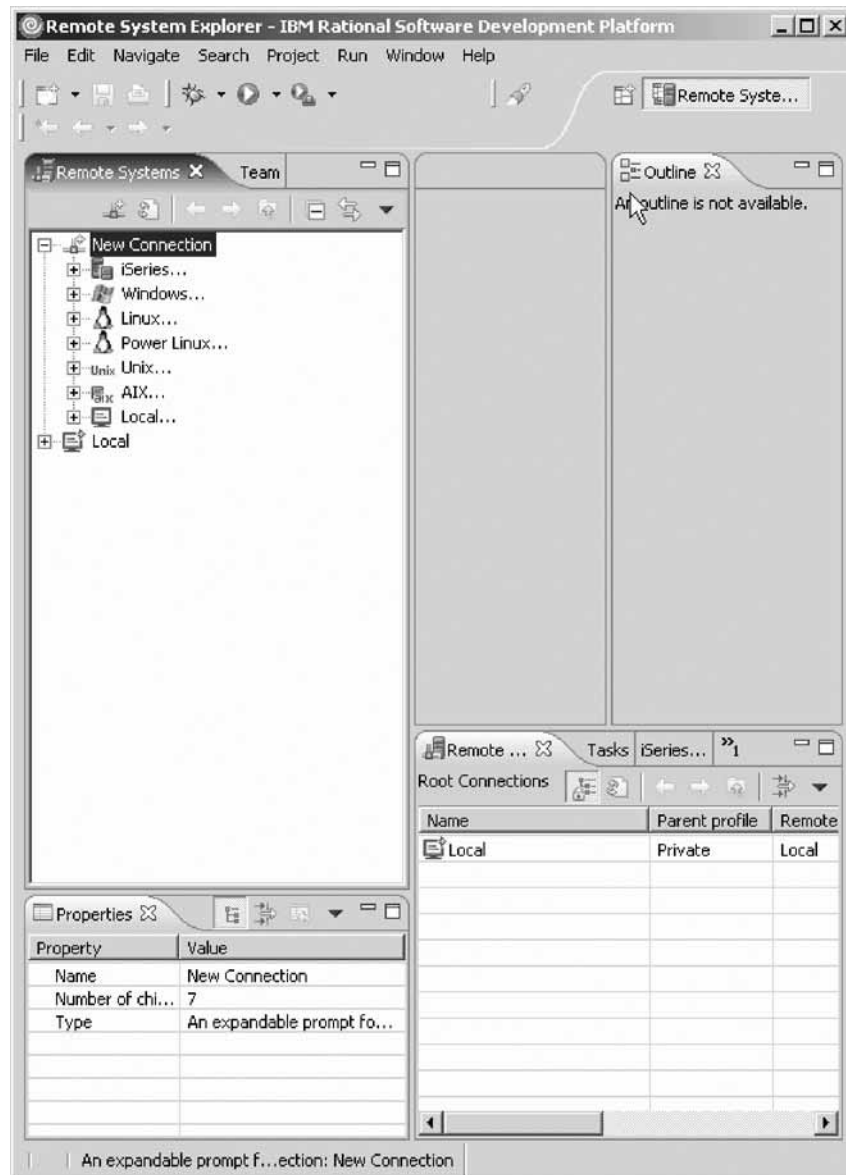 Remote System Explorer - IBM Rational Software Development Platform
File Edit Navigate Search Project Run Window Help
Remote Syste...
Remote Systems Team
Outline
An outline is not available.
New Connection
iSeries...
Windows...
Linux...
Power Linux...
Unix Unix...
AIX AIX...
Local...
Local
Remote ... Tasks iSeries... »1
Root Connections
Name Parent profile Remote
Local Private Local
Properties
Property Value
Name New Connection
Number of chi... 7
Type An expandable prompt fo...
An expandable prompt f...ection: New Connection